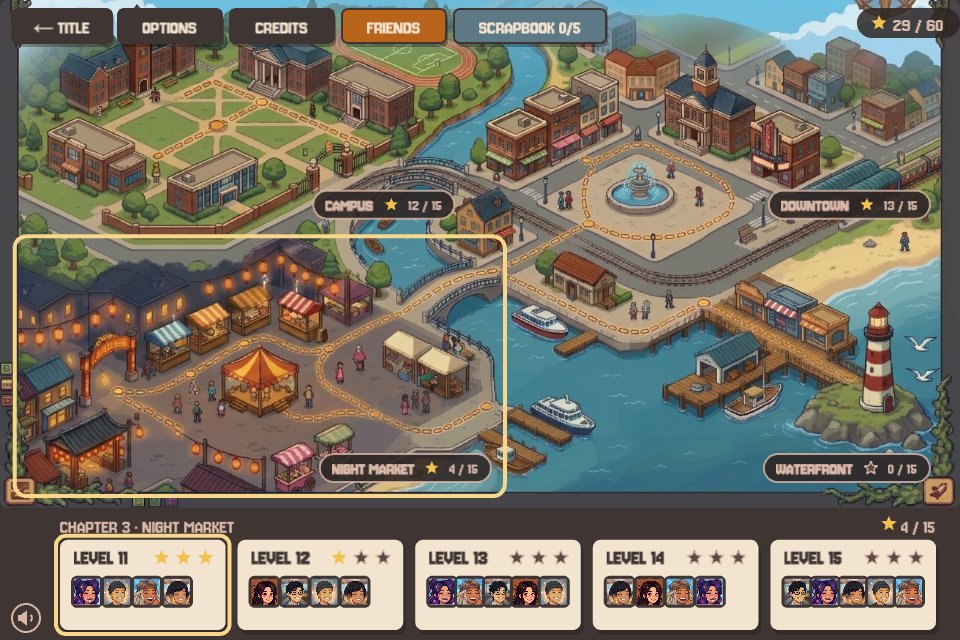 ← TITLE
OPTIONS
CREDITS
FRIENDS
SCRAPBOOK 0/5
29 / 60
CAMPUS 12 / 15
DOWNTOWN 13 / 15
NIGHT MARKET 4 / 15
WATERFRONT 0 / 15
CHAPTER 3 · NIGHT MARKET
4 / 15
LEVEL 11
LEVEL 12
LEVEL 13
LEVEL 14
LEVEL 15